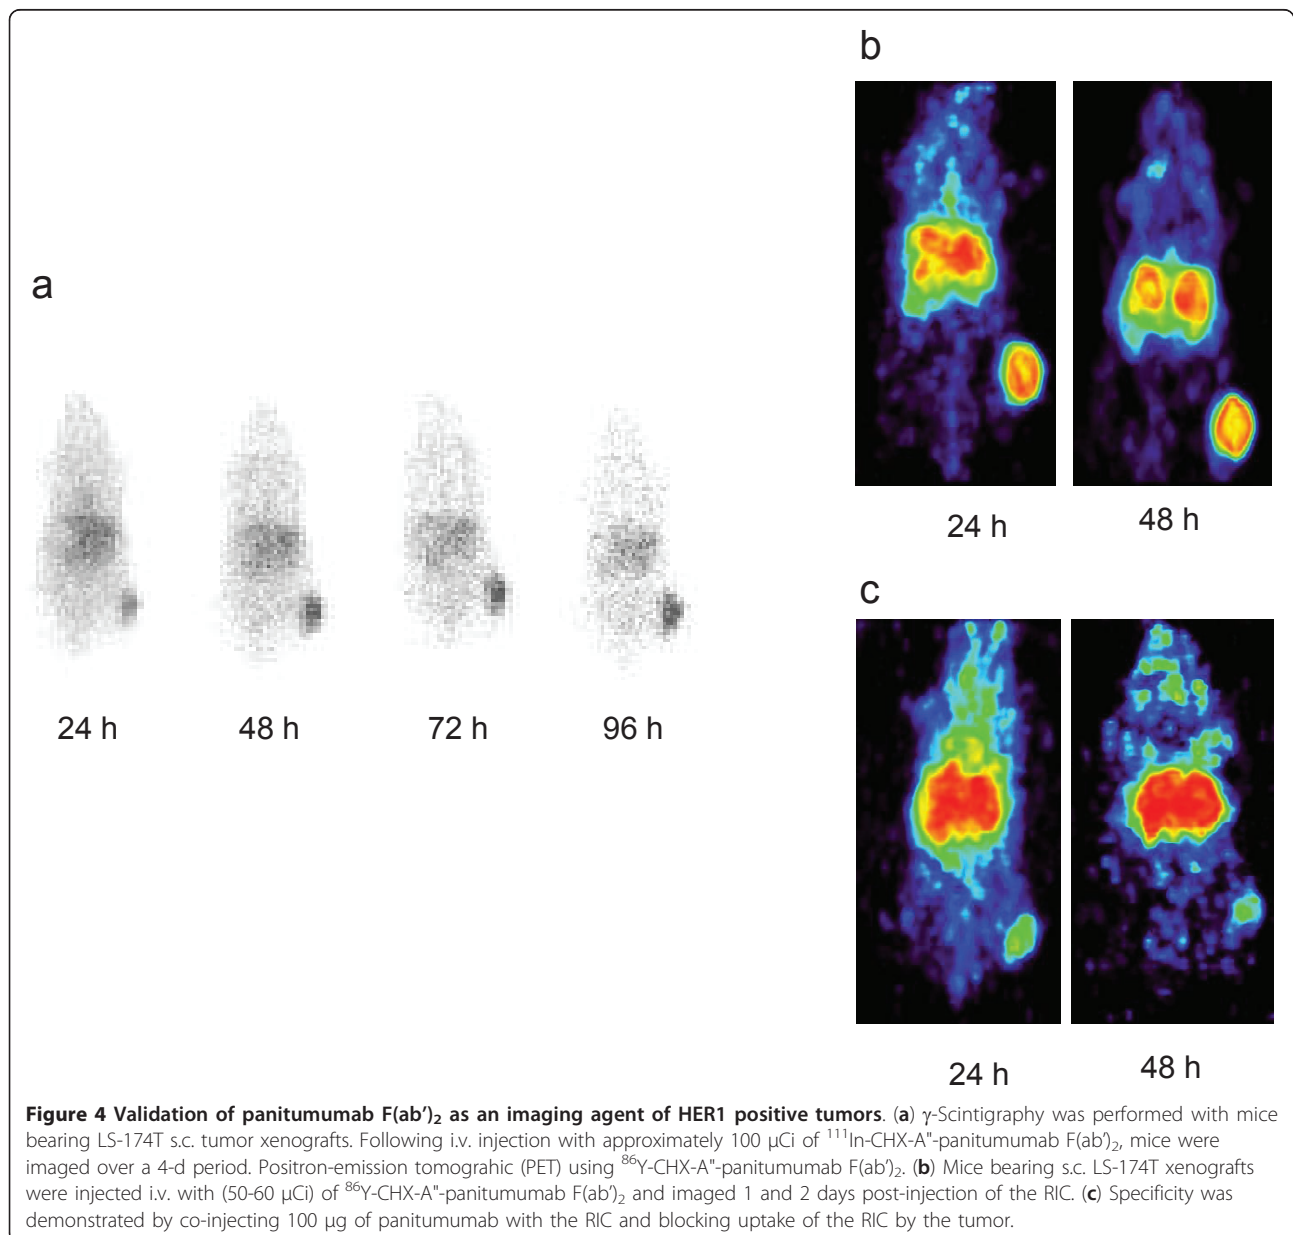 b
a
24 h 48 h 72 h 96 h
24 h 48 h
c
24 h 48 h
Figure 4 Validation of panitumumab F(ab′)₂ as an imaging agent of HER1 positive tumors. (a) γ-Scintigraphy was performed with mice
bearing LS-174T s.c. tumor xenografts. Following i.v. injection with approximately 100 μCi of ¹¹¹In-CHX-A"-panitumumab F(ab′)₂, mice were
imaged over a 4-d period. Positron-emission tomograhic (PET) using ⁸⁶Y-CHX-A"-panitumumab F(ab′)₂. (b) Mice bearing s.c. LS-174T xenografts
were injected i.v. with (50-60 μCi) of ⁸⁶Y-CHX-A"-panitumumab F(ab′)₂ and imaged 1 and 2 days post-injection of the RIC. (c) Specificity was
demonstrated by co-injecting 100 μg of panitumumab with the RIC and blocking uptake of the RIC by the tumor.